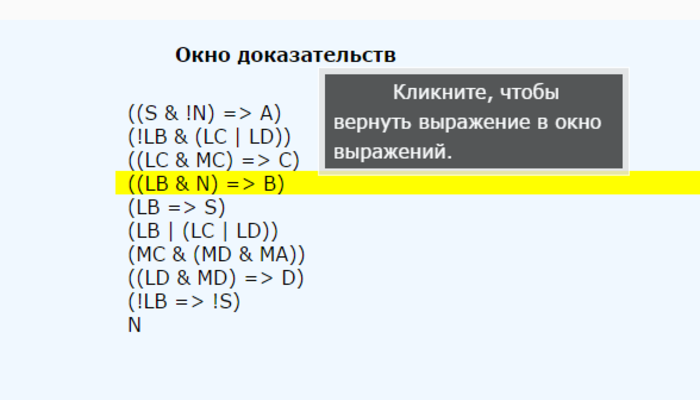 Окно доказательств
Кликните, чтобы
вернуть выражение в окно
выражений.
((S & !N) => A)
(!LB & (LC | LD))
((LC & MC) => C)
((LB & N) => B)
(LB => S)
(LB | (LC | LD))
(MC & (MD & MA))
((LD & MD) => D)
(!LB => !S)
N